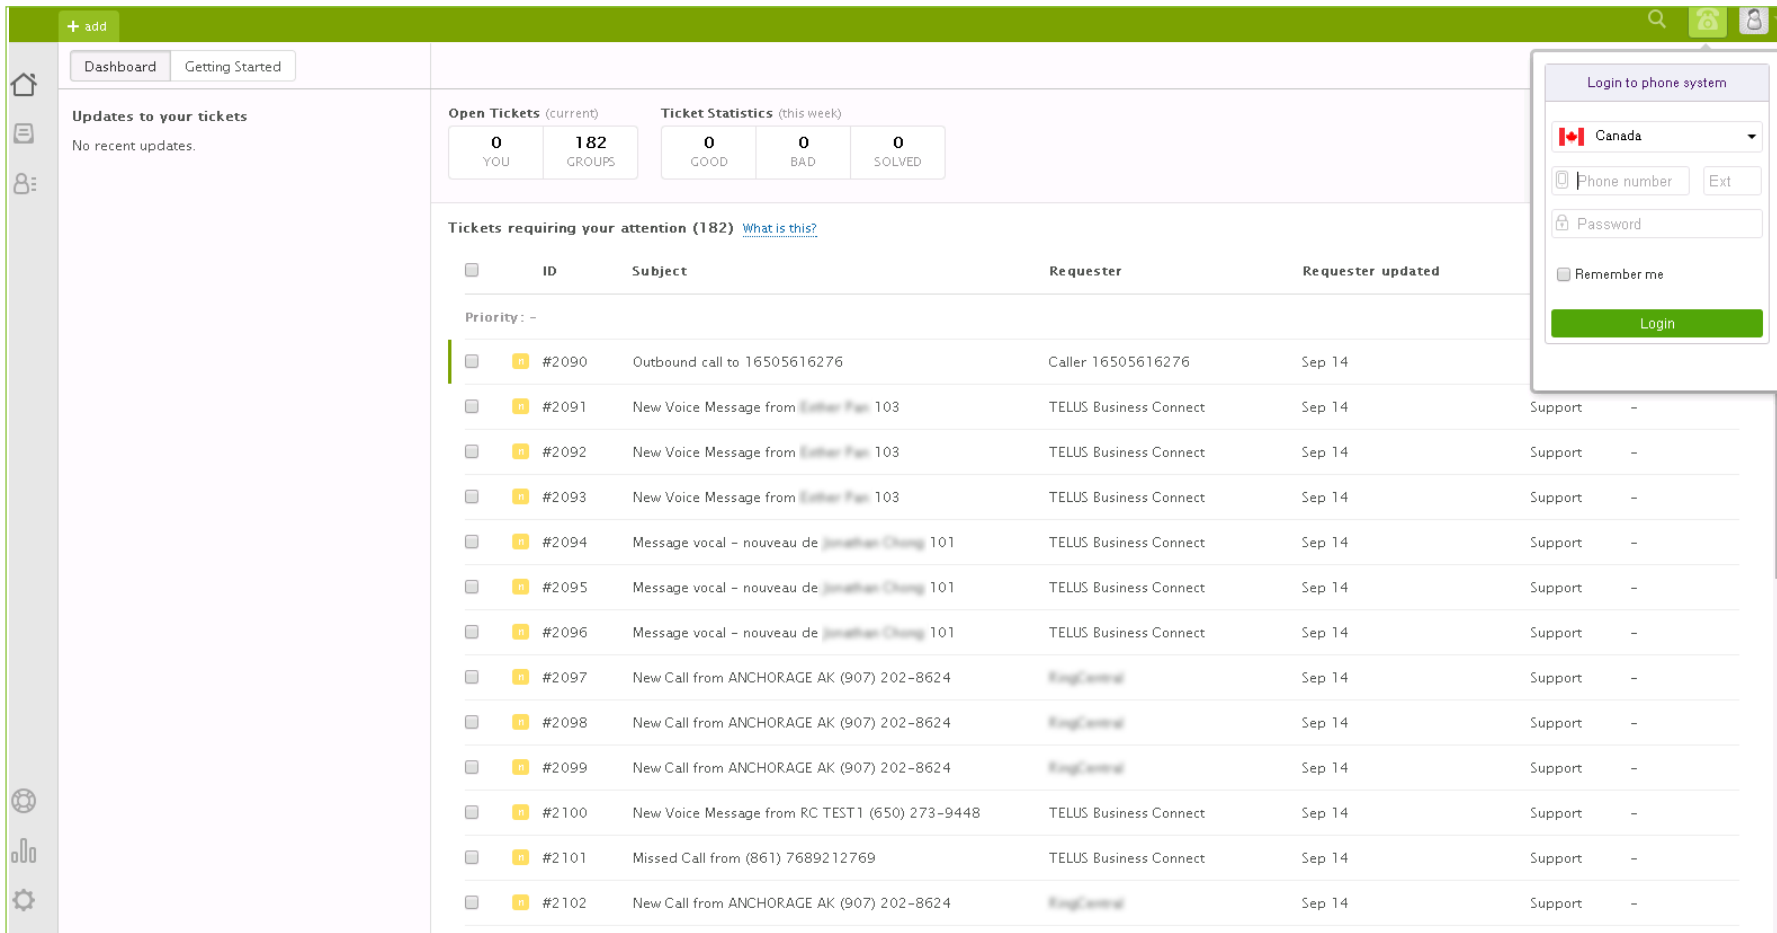 + add
Dashboard Getting Started
Updates to your tickets
No recent updates.
Open Tickets (current) Ticket Statistics (this week)
0 182 0 0 0
YOU GROUPS GOOD BAD SOLVED
Tickets requiring your attention (182) What is this?
ID Subject Requester Requester updated
Priority: -
n #2090 Outbound call to 16505616276 Caller 16505616276 Sep 14
n #2091 New Voice Message from 103 TELUS Business Connect Sep 14 Support -
n #2092 New Voice Message from 103 TELUS Business Connect Sep 14 Support -
n #2093 New Voice Message from 103 TELUS Business Connect Sep 14 Support -
n #2094 Message vocal - nouveau de 101 TELUS Business Connect Sep 14 Support -
n #2095 Message vocal - nouveau de 101 TELUS Business Connect Sep 14 Support -
n #2096 Message vocal - nouveau de 101 TELUS Business Connect Sep 14 Support -
n #2097 New Call from ANCHORAGE AK (907) 202-8624 Sep 14 Support -
n #2098 New Call from ANCHORAGE AK (907) 202-8624 Sep 14 Support -
n #2099 New Call from ANCHORAGE AK (907) 202-8624 Sep 14 Support -
n #2100 New Voice Message from RC TEST1 (650) 273-9448 TELUS Business Connect Sep 14 Support -
n #2101 Missed Call from (861) 7689212769 TELUS Business Connect Sep 14 Support -
n #2102 New Call from ANCHORAGE AK (907) 202-8624 Sep 14 Support -
Login to phone system
Canada
Phone number Ext
Password
Remember me
Login